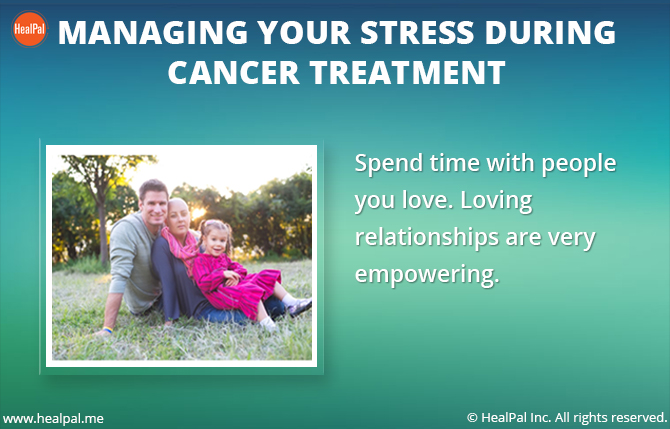 HealPal
MANAGING YOUR STRESS DURING
CANCER TREATMENT
Spend time with people
you love. Loving
relationships are very
empowering.
www.healpal.me
© HealPal Inc. All rights reserved.